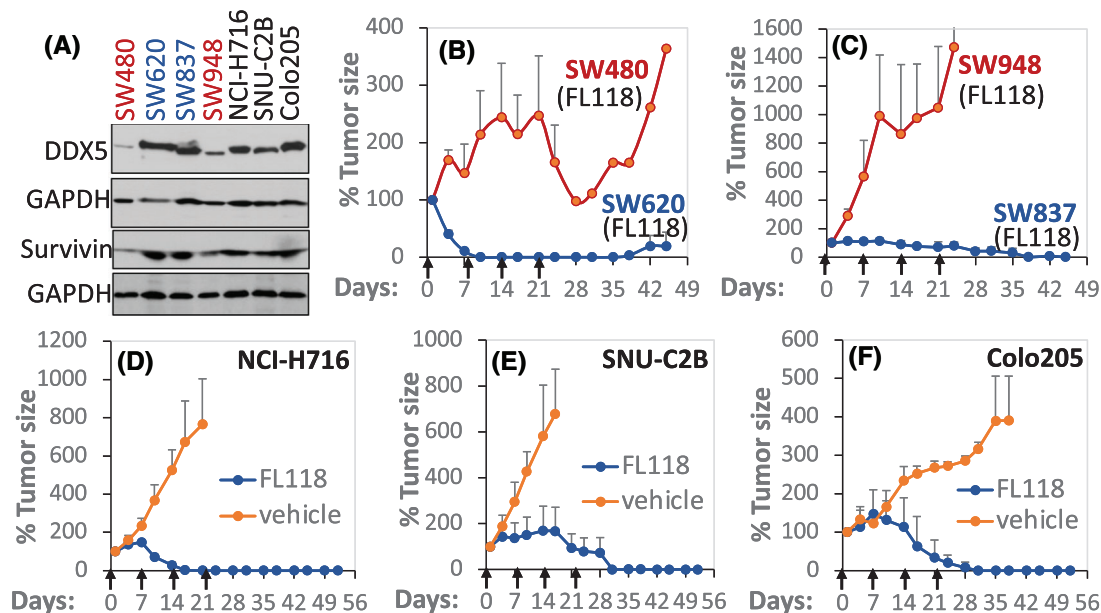 (A)
SW480
SW620
SW837
SW948
NCI-H716
SNU-C2B
Colo205
DDX5
GAPDH
Survivin
GAPDH
(B)
% Tumor size
400
300
200
100
0
SW480
(FL118)
SW620
(FL118)
Days: 0 7 14 21 28 35 42 49
(C)
% Tumor size
1600
1400
1200
1000
800
600
400
200
0
SW948
(FL118)
SW837
(FL118)
Days: 0 7 14 21 28 35 42 49
(D)
NCI-H716
% Tumor size
1200
1000
800
600
400
200
0
FL118
vehicle
Days: 0 7 14 21 28 35 42 49 56
(E)
SNU-C2B
% Tumor size
1000
800
600
400
200
0
FL118
vehicle
0 7 14 21 28 35 42 49 56
(F)
Colo205
% Tumor size
600
500
400
300
200
100
0
FL118
vehicle
Days: 0 7 14 21 28 35 42 49 56